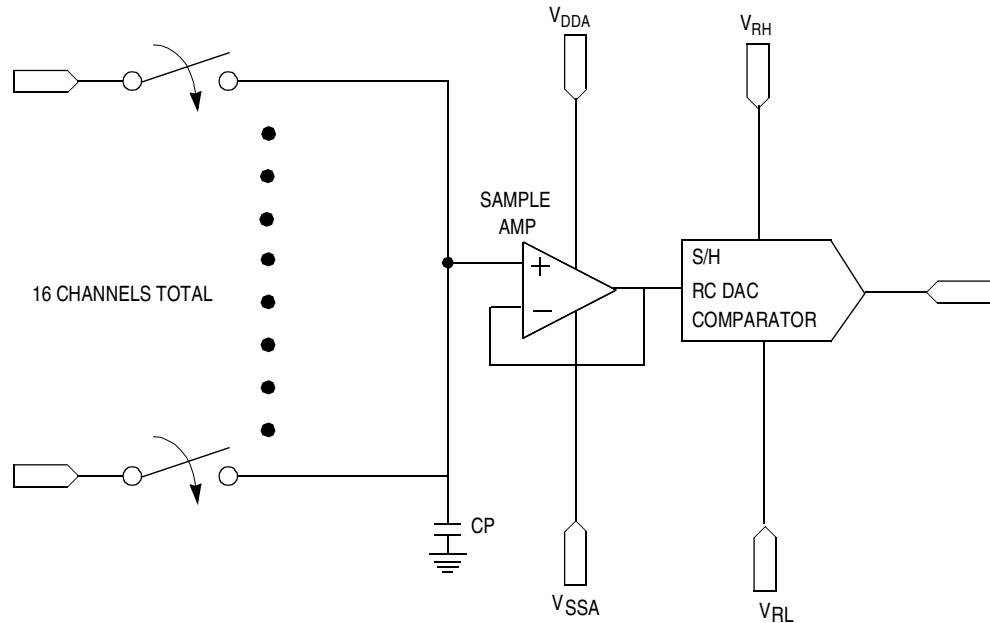 VDDA
VRH
SAMPLE
AMP
16 CHANNELS TOTAL
+
−
S/H
RC DAC
COMPARATOR
CP
VSSA
VRL